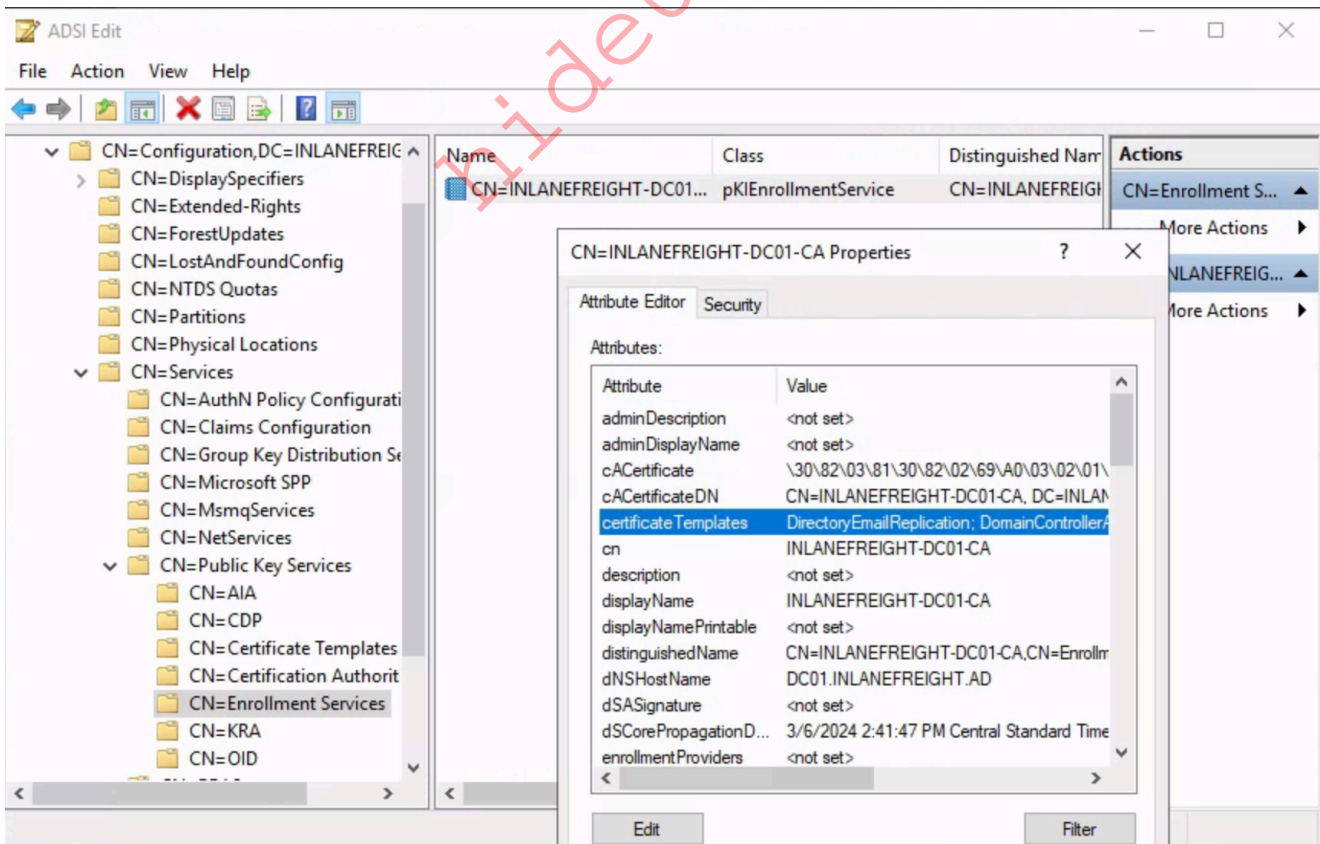 ADSI Edit
File Action View Help
CN=Configuration,DC=INLANEFREIG
CN=DisplaySpecifiers
CN=Extended-Rights
CN=ForestUpdates
CN=LostAndFoundConfig
CN=NTDS Quotas
CN=Partitions
CN=Physical Locations
CN=Services
CN=AuthN Policy Configurati
CN=Claims Configuration
CN=Group Key Distribution Se
CN=Microsoft SPP
CN=MsmqServices
CN=NetServices
CN=Public Key Services
CN=AIA
CN=CDP
CN=Certificate Templates
CN=Certification Authorit
CN=Enrollment Services
CN=KRA
CN=OID
Name Class Distinguished Nam
CN=INLANEFREIGHT-DC01... pKIEnrollmentService CN=INLANEFREIGH
Actions
CN=Enrollment S...
More Actions
NLANEFREIG...
More Actions
CN=INLANEFREIGHT-DC01-CA Properties ?
Attribute Editor Security
Attributes:
Attribute Value
adminDescription <not set>
adminDisplayName <not set>
cACertificate \30\82\03\81\30\82\02\69\A0\03\02\01\
cACertificateDN CN=INLANEFREIGHT-DC01-CA, DC=INLAN
certificateTemplates DirectoryEmailReplication; DomainControllerA
cn INLANEFREIGHT-DC01-CA
description <not set>
displayName INLANEFREIGHT-DC01-CA
displayNamePrintable <not set>
distinguishedName CN=INLANEFREIGHT-DC01-CA,CN=Enrollm
dNSHostName DC01.INLANEFREIGHT.AD
dSASignature <not set>
dSCorePropagationD... 3/6/2024 2:41:47 PM Central Standard Time
enrollmentProviders <not set>
Edit Filter
hide